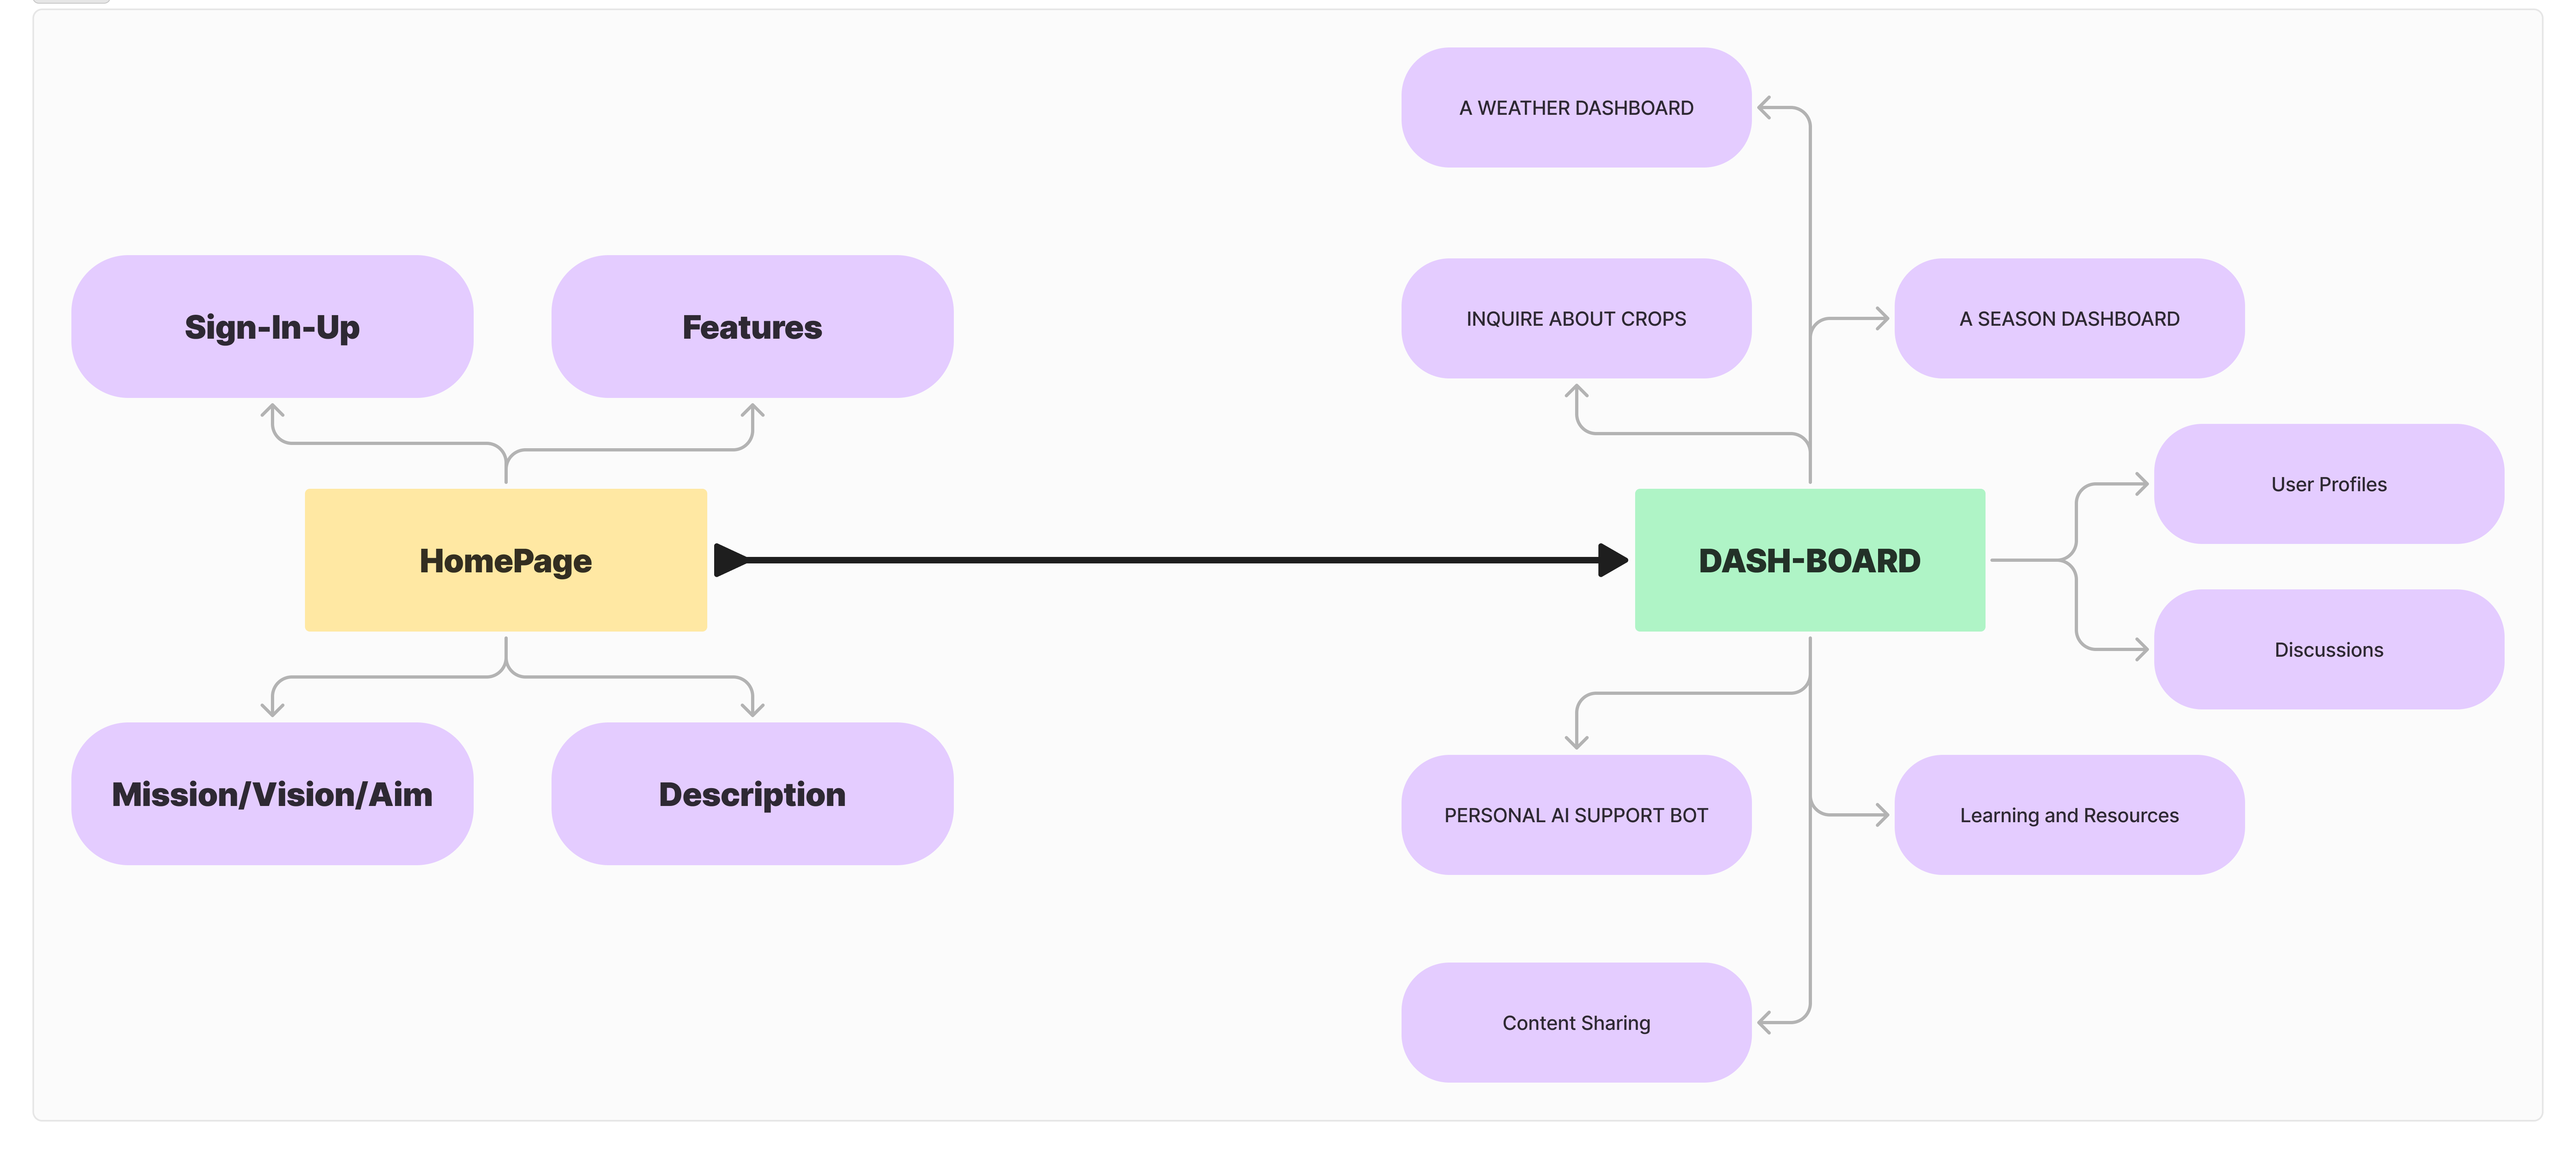 A WEATHER DASHBOARD
Sign-In-Up
Features
INQUIRE ABOUT CROPS
A SEASON DASHBOARD
User Profiles
HomePage
DASH-BOARD
Discussions
Mission/Vision/Aim
Description
PERSONAL AI SUPPORT BOT
Learning and Resources
Content Sharing